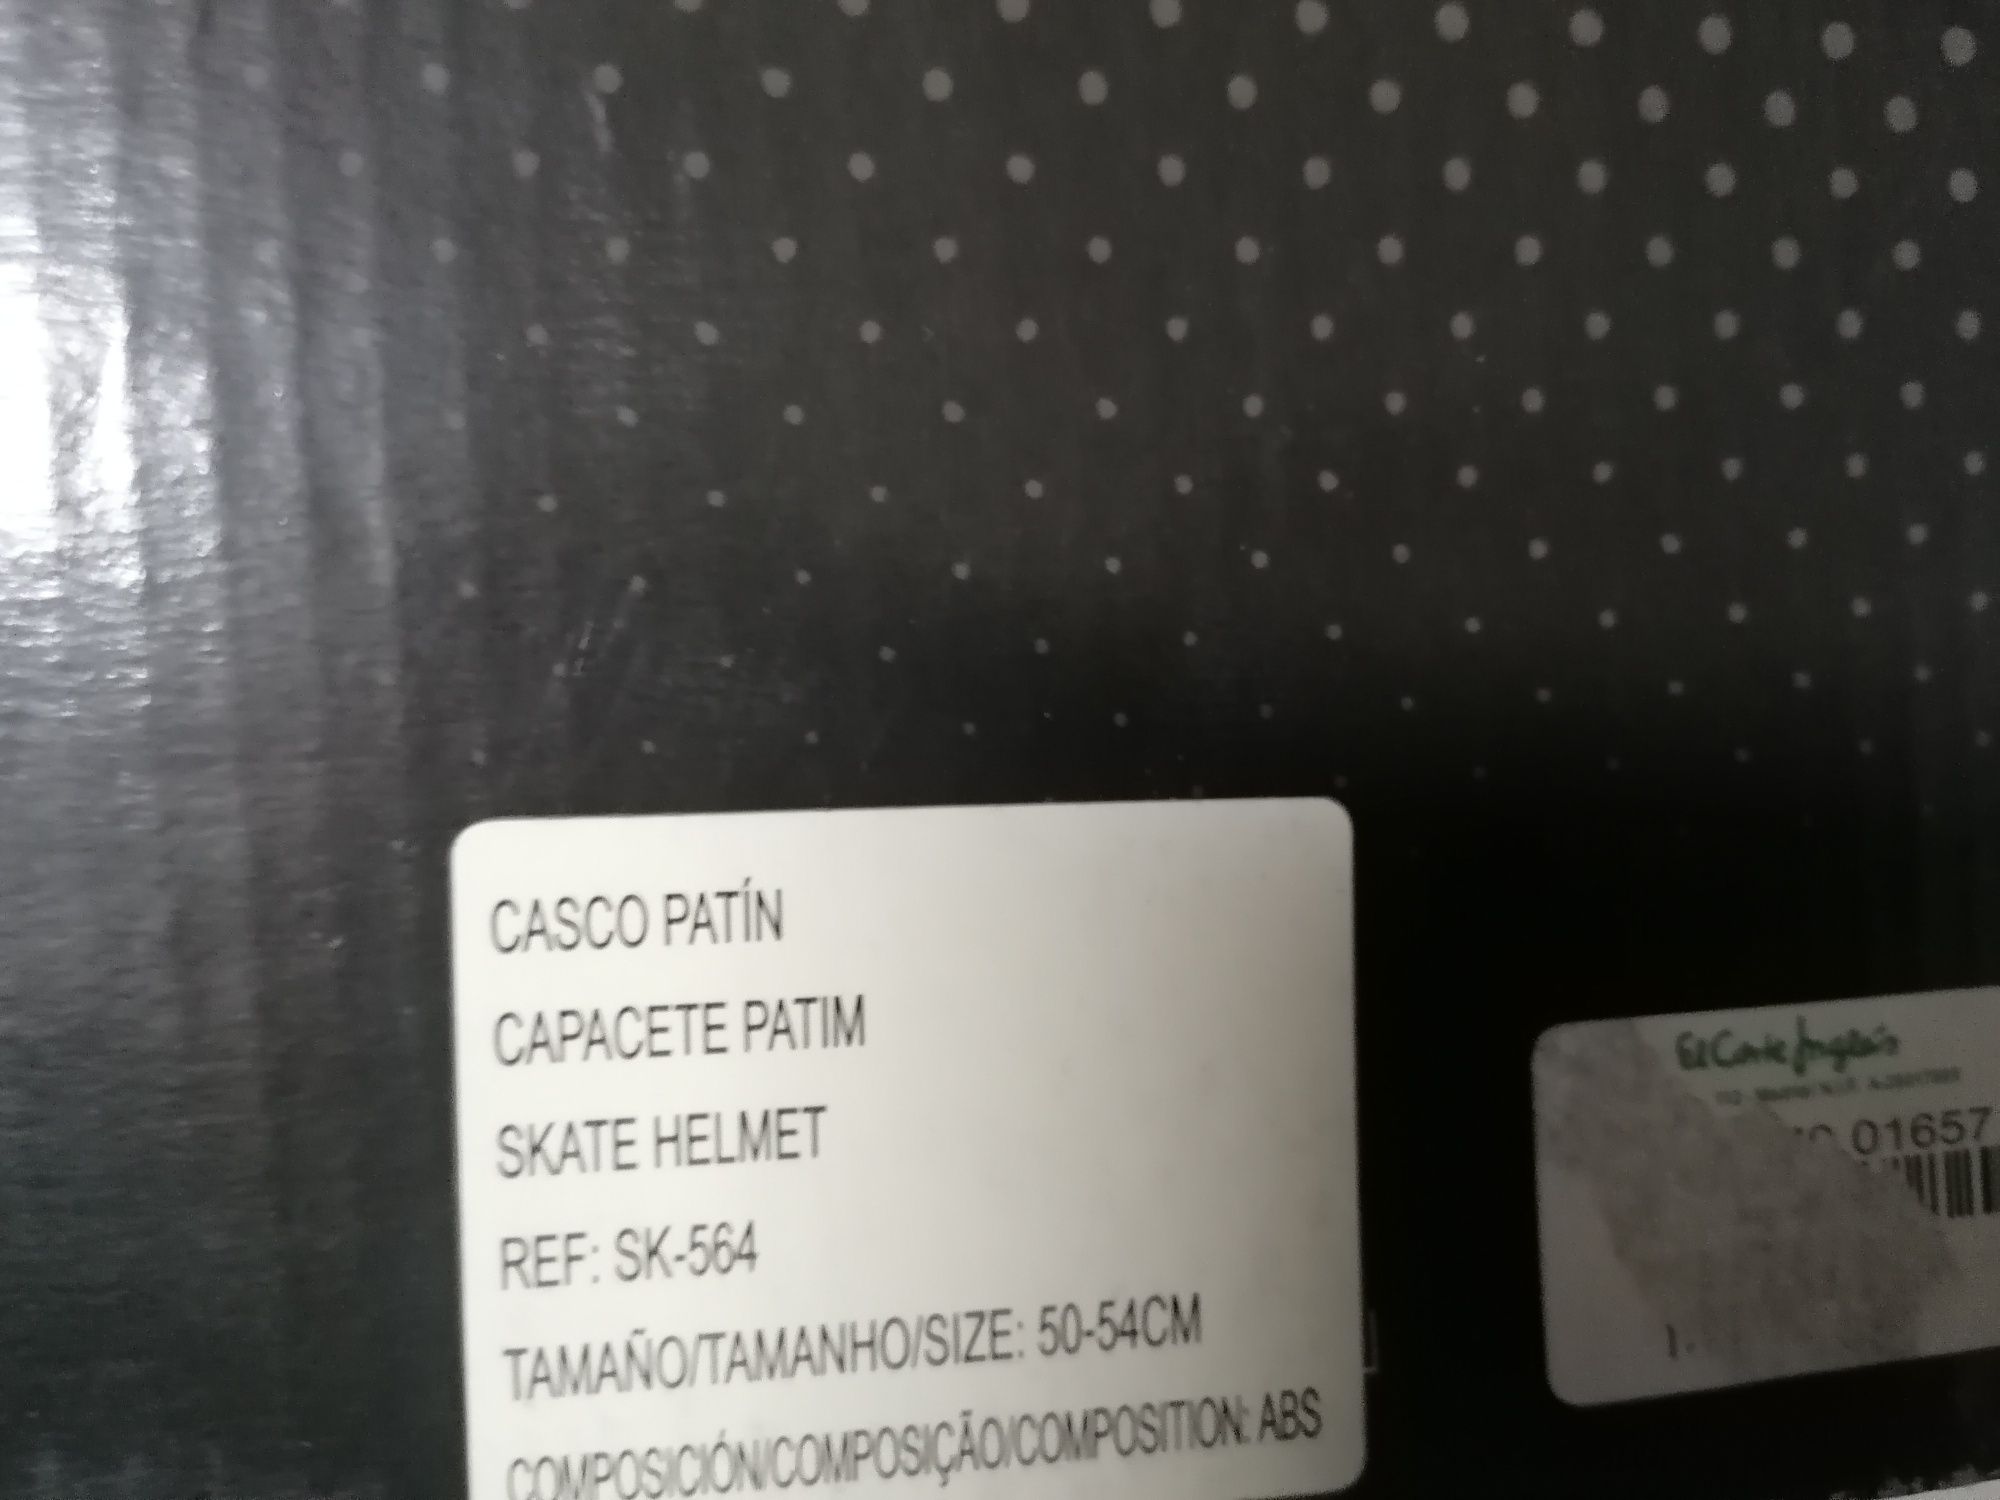 CASCO PATÍN
CAPACETE PATIM
SKATE HELMET
REF: SK-564
TAMAÑO/TAMANHO/SIZE: 50-54CM
COMPOSICIÓN/COMPOSIÇÃO/COMPOSITION: ABS
El Corte Inglés
01657